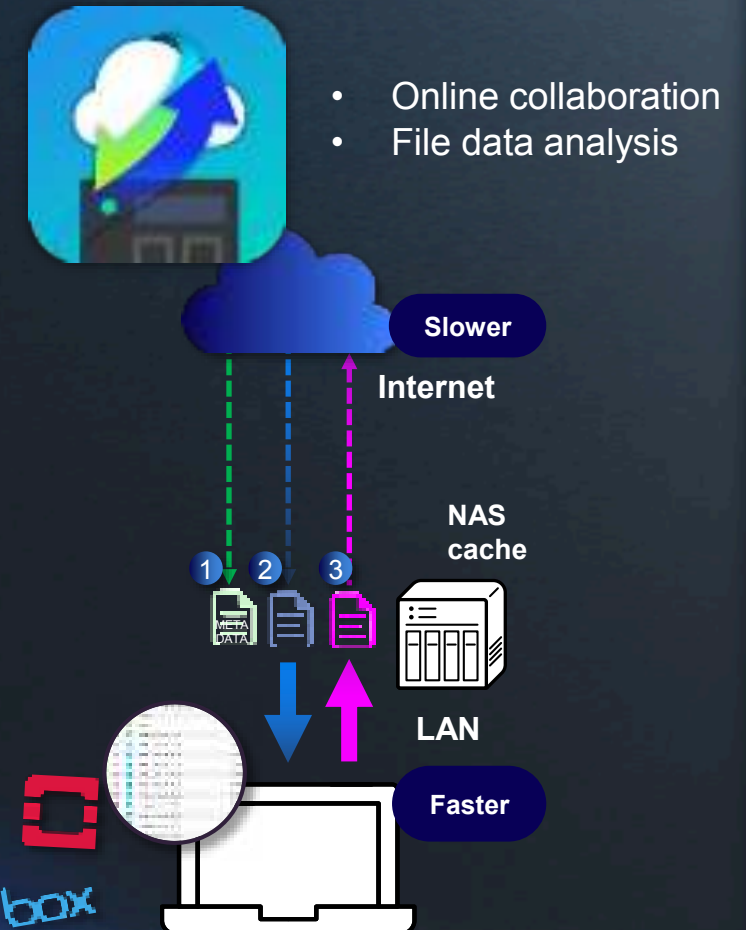 • Online collaboration
• File data analysis
Slower
Internet
NAS
cache
1 2 3
META
DATA
LAN
Faster
box